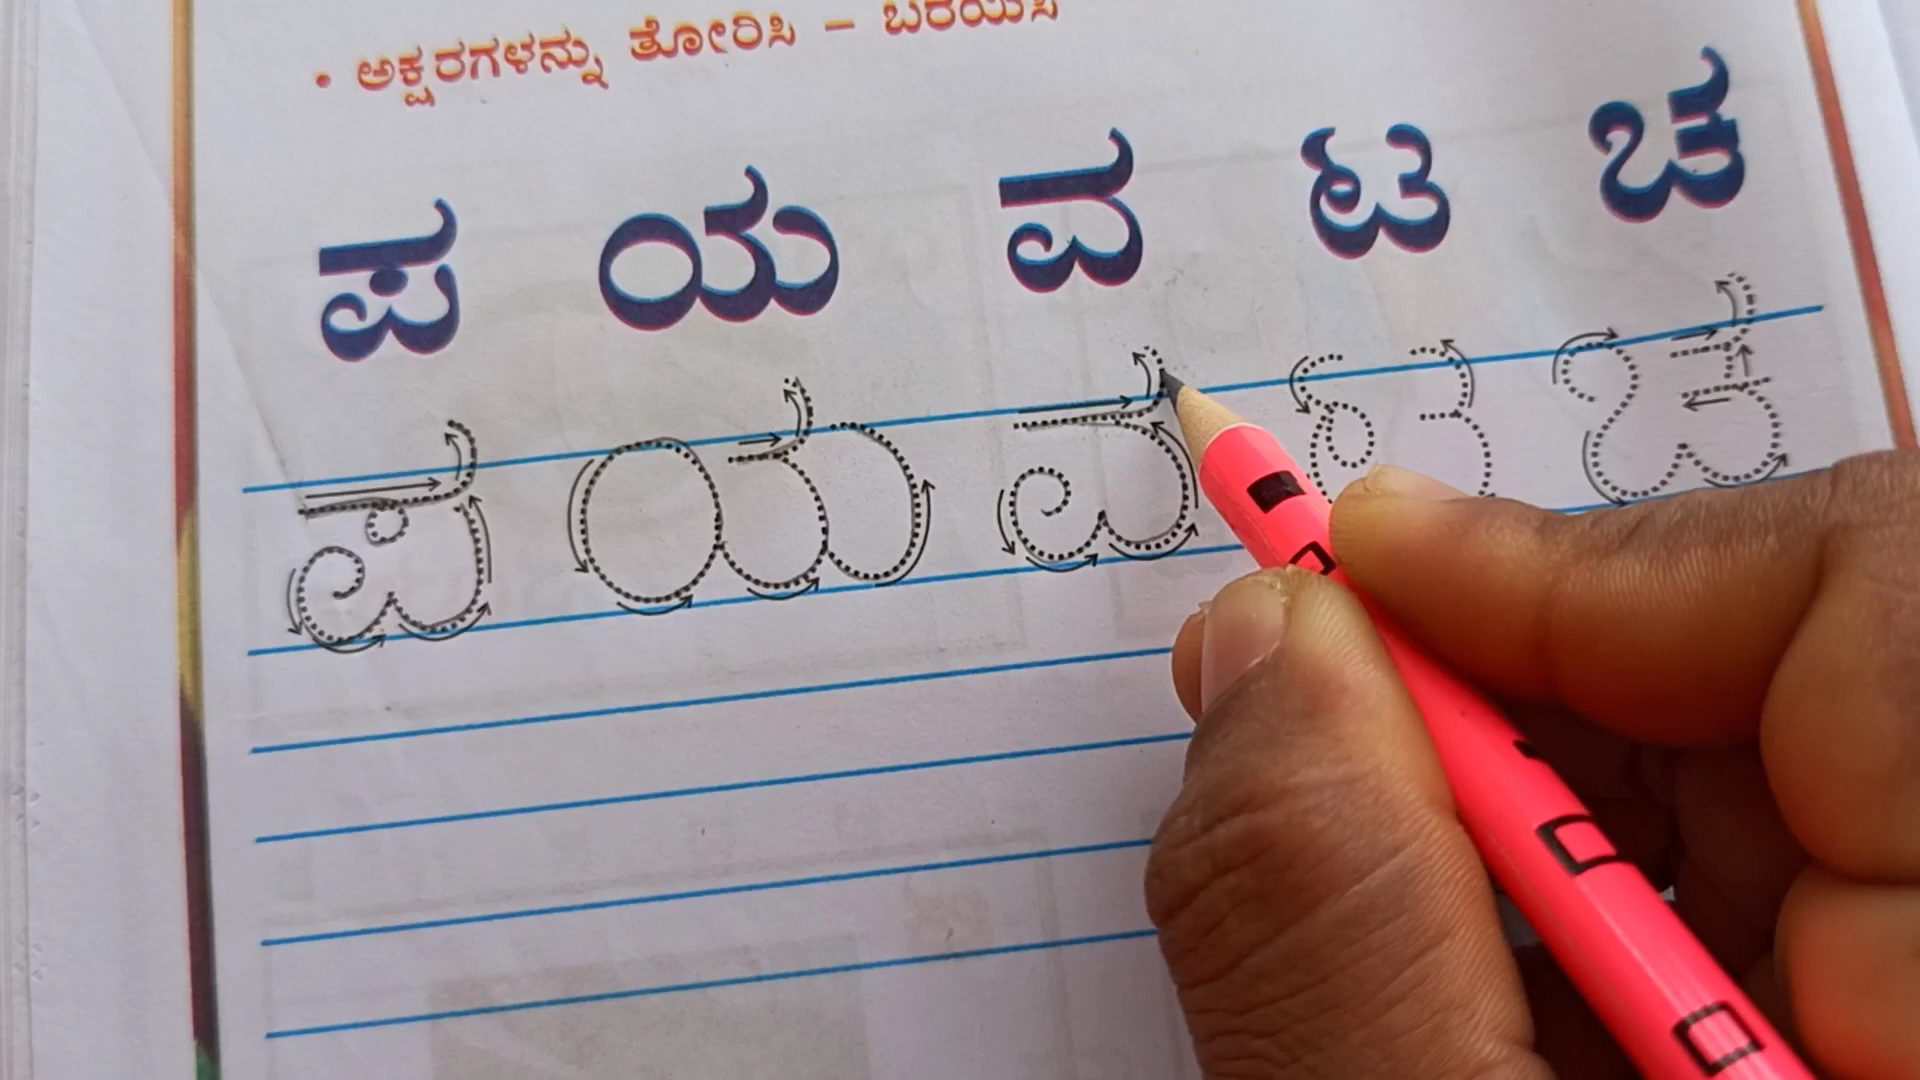 • ಅಕ್ಷರಗಳನ್ನು ತೋರಿಸಿ – ಬರೆಯಿಸಿ
ಪ ಯ ವ ಟ ಚ
ಪ ಯ ವ ಟ ಚ